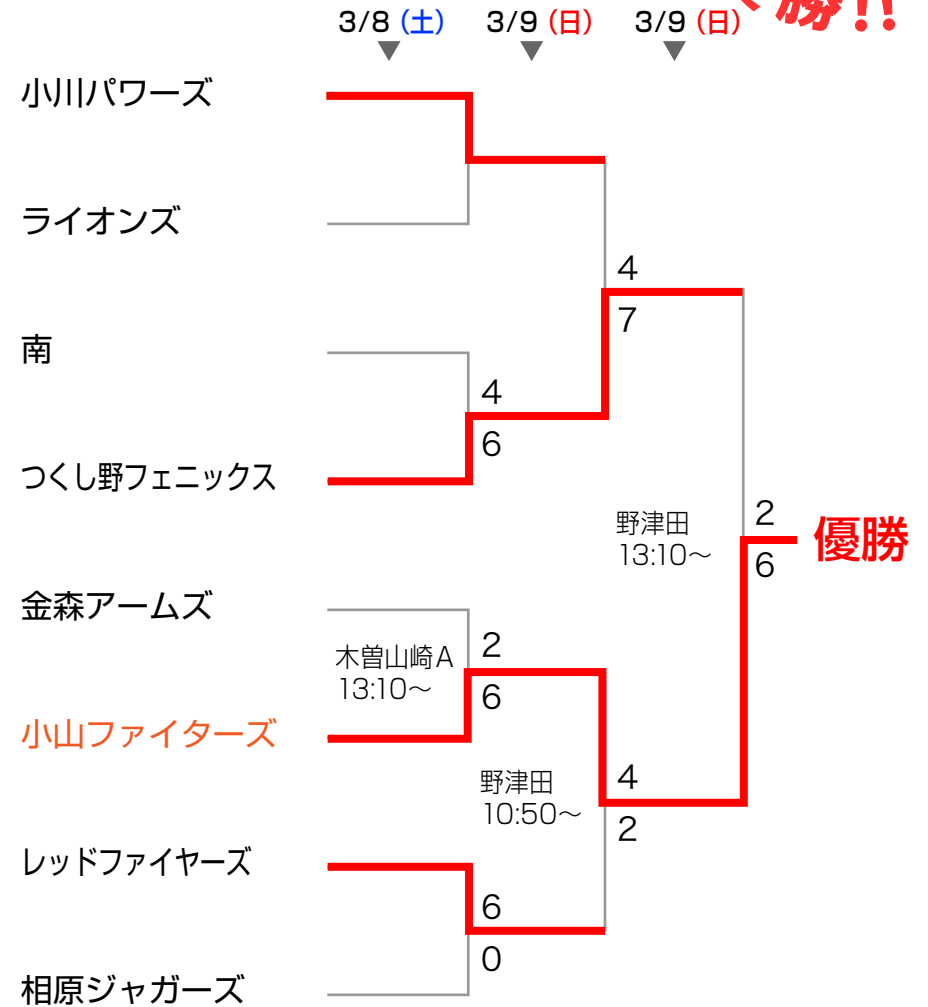 勝!!
3/8（土） 3/9（日） 3/9（日）
小川パワーズ
ライオンズ
4
7
南
4
6
つくし野フェニックス
野津田
13:10～
2
6
優勝
金森アームズ
木曽山崎A
13:10～
2
6
小山ファイターズ
野津田
10:50～
4
2
レッドファイヤーズ
6
0
相原ジャガーズ